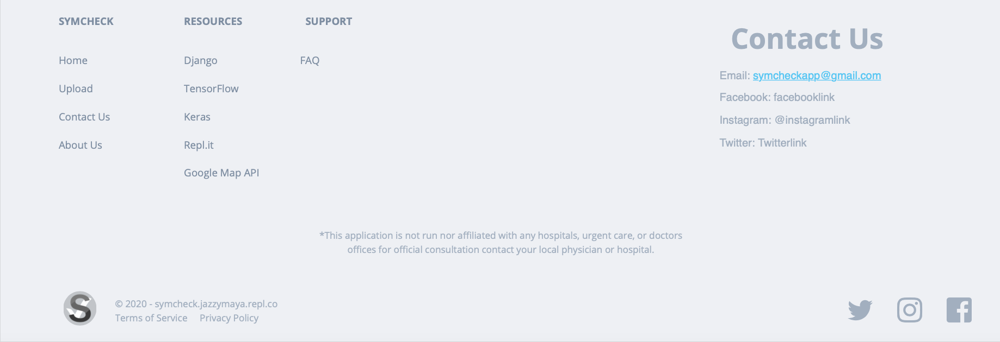 SYMCHECK
Home
Upload
Contact Us
About Us
RESOURCES
Django
TensorFlow
Keras
Repl.it
Google Map API
SUPPORT
FAQ
Contact Us
Email: symcheckapp@gmail.com
Facebook: facebooklink
Instagram: @instagramlink
Twitter: Twitterlink
*This application is not run nor affiliated with any hospitals, urgent care, or doctors
offices for official consultation contact your local physician or hospital.
S
© 2020 - symcheck.jazzymaya.repl.co
Terms of Service Privacy Policy